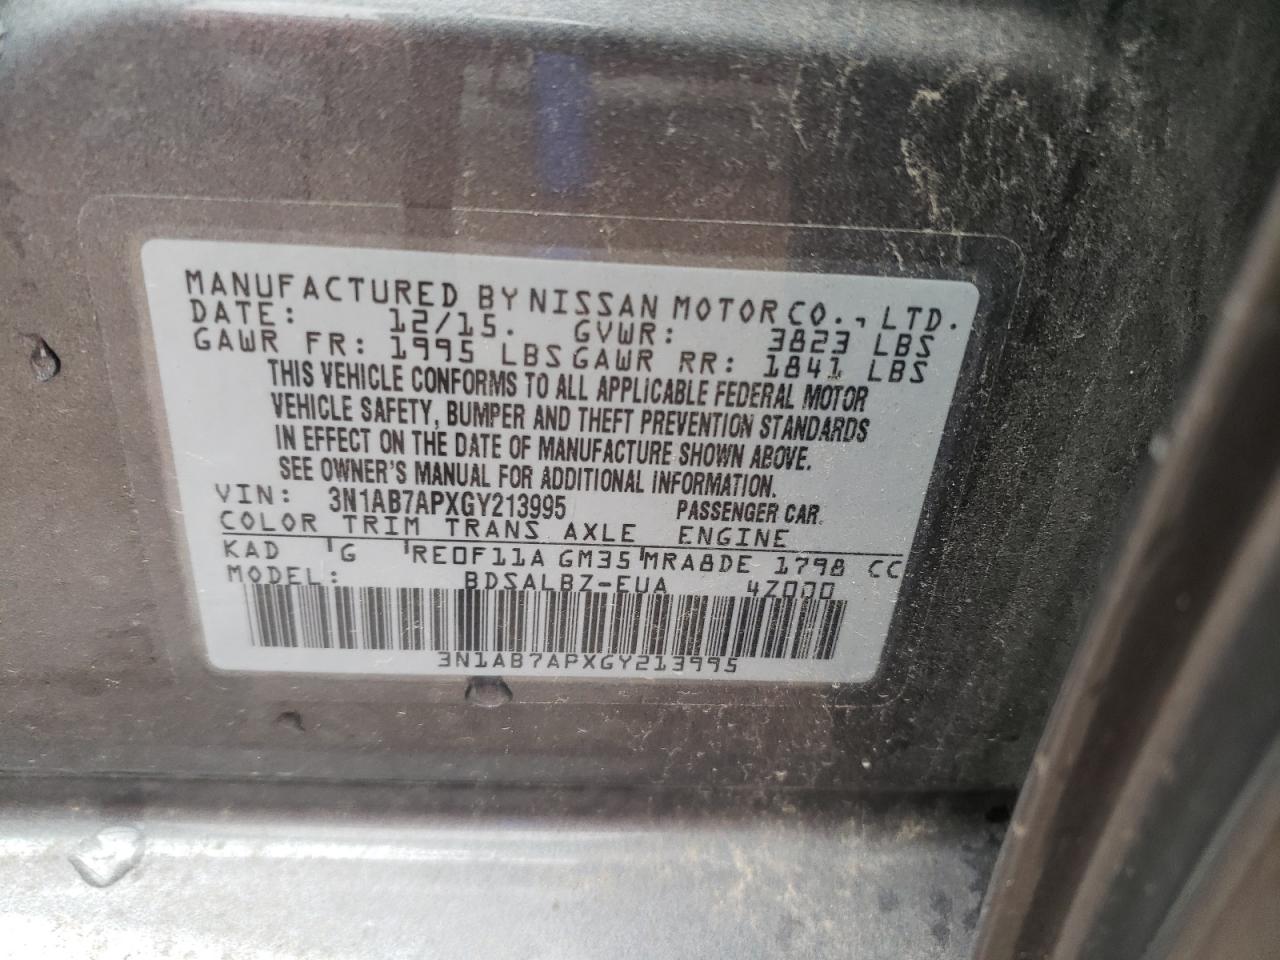 MANUFACTURED BY NISSAN MOTOR CO., LTD.
DATE: 12/15. GVWR: 3823 LBS
GAWR FR: 1995 LBS GAWR RR: 1841 LBS
THIS VEHICLE CONFORMS TO ALL APPLICABLE FEDERAL MOTOR
VEHICLE SAFETY, BUMPER AND THEFT PREVENTION STANDARDS
IN EFFECT ON THE DATE OF MANUFACTURE SHOWN ABOVE.
SEE OWNER'S MANUAL FOR ADDITIONAL INFORMATION.
VIN: 3N1AB7APXGY213995 PASSENGER CAR
COLOR TRIM TRANS AXLE ENGINE
KAD G RE0F11A GM35 MRA8DE 1798 CC
MODEL: BDSALBZ-EUA 4Z000
3N1AB7APXGY213995